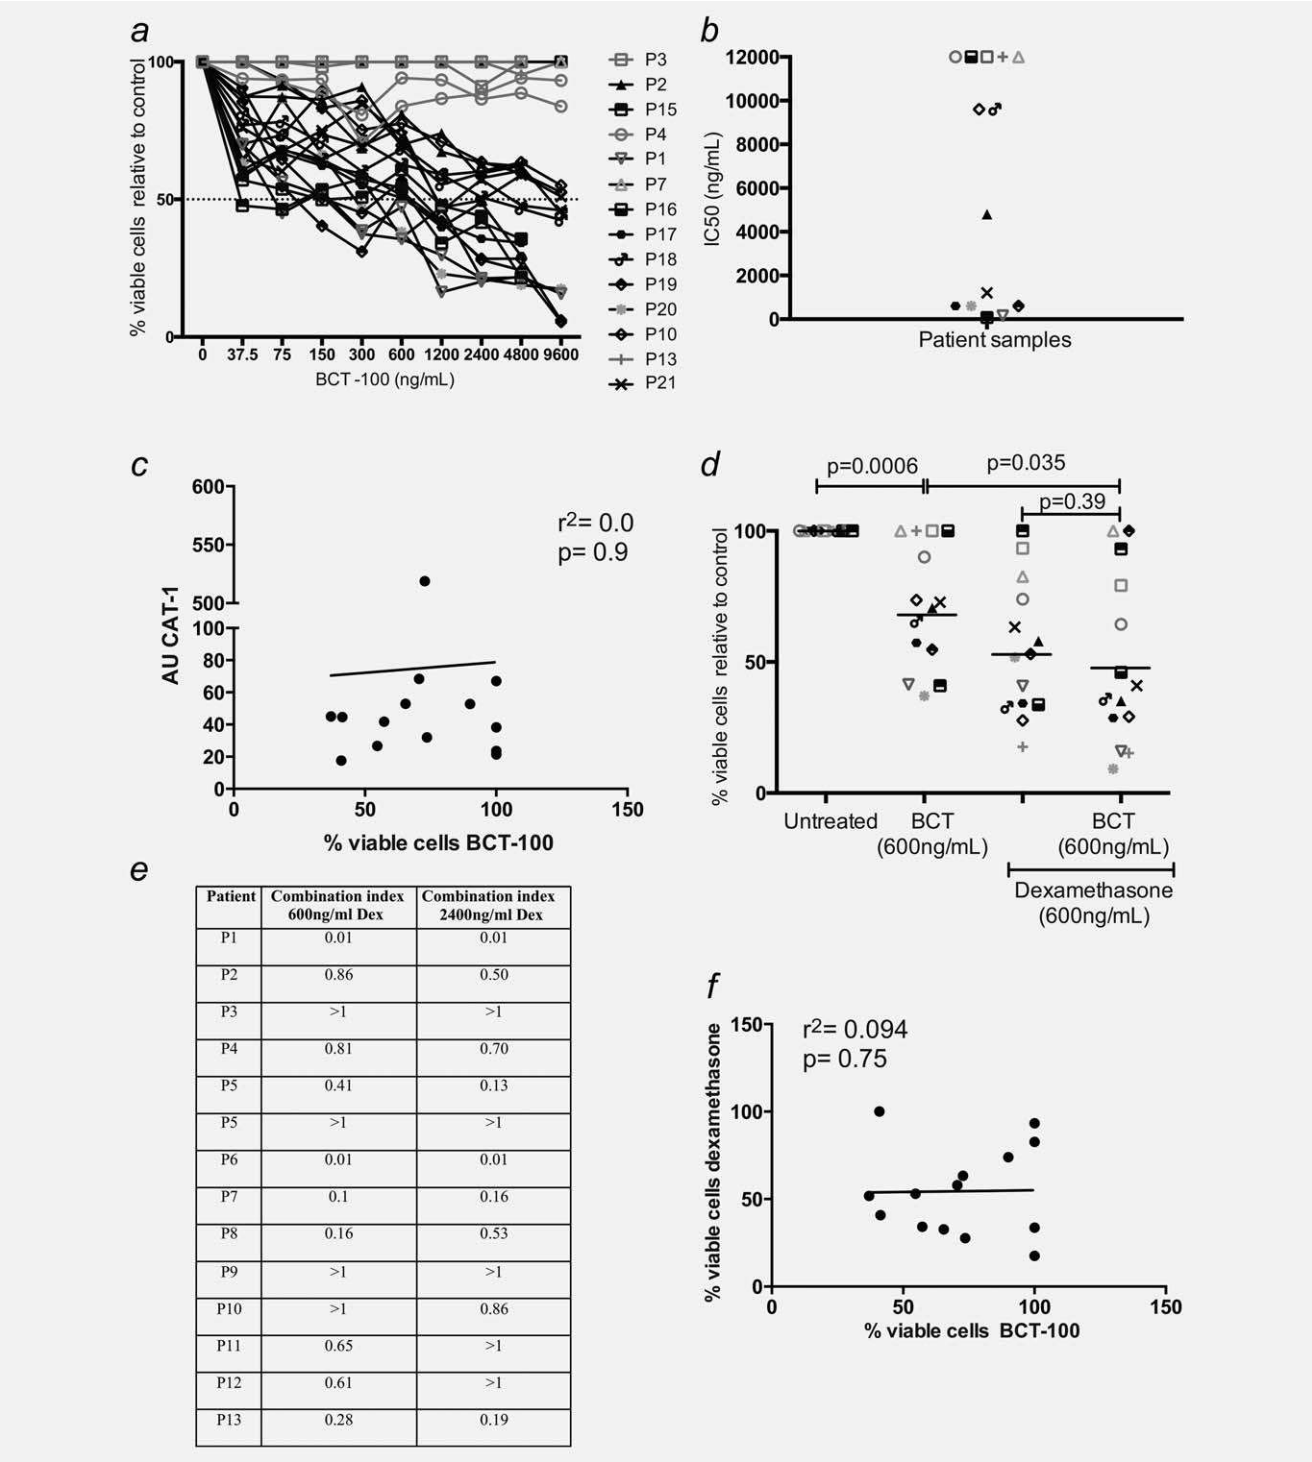 a
% viable cells relative to control
100
50
0
0 37.5 75 150 300 600 1200 2400 4800 9600
BCT -100 (ng/mL)
P3
P2
P15
P4
P1
P7
P16
P17
P18
P19
P20
P10
P13
P21
b
IC50 (ng/mL)
12000
10000
8000
6000
4000
2000
0
Patient samples
c
AU CAT-1
600
550
500
100
80
60
40
20
0
0 50 100 150
% viable cells BCT-100
r2= 0.0
p= 0.9
d
p=0.0006
p=0.035
p=0.39
% viable cells relative to control
100
50
0
Untreated BCT BCT
(600ng/mL) (600ng/mL)
Dexamethasone
(600ng/mL)
e
Patient Combination index Combination index
600ng/ml Dex 2400ng/ml Dex
P1 0.01 0.01
P2 0.86 0.50
P3 >1 >1
P4 0.81 0.70
P5 0.41 0.13
P5 >1 >1
P6 0.01 0.01
P7 0.1 0.16
P8 0.16 0.53
P9 >1 >1
P10 >1 0.86
P11 0.65 >1
P12 0.61 >1
P13 0.28 0.19
f
r2= 0.094
p= 0.75
% viable cells dexamethasone
150
100
50
0
0 50 100 150
% viable cells BCT-100